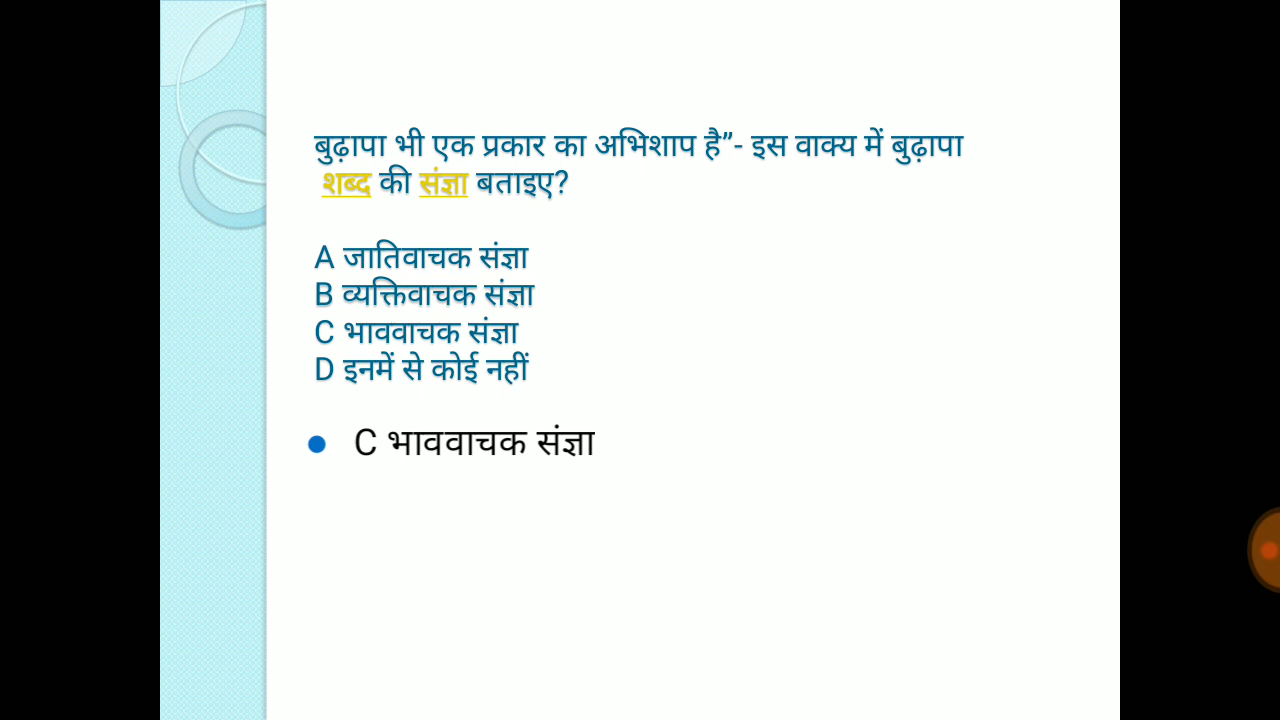 बुढ़ापा भी एक प्रकार का अभिशाप है”- इस वाक्य में बुढ़ापा
शब्द की संज्ञा बताइए?
A जातिवाचक संज्ञा
B व्यक्तिवाचक संज्ञा
C भाववाचक संज्ञा
D इनमें से कोई नहीं
C भाववाचक संज्ञा